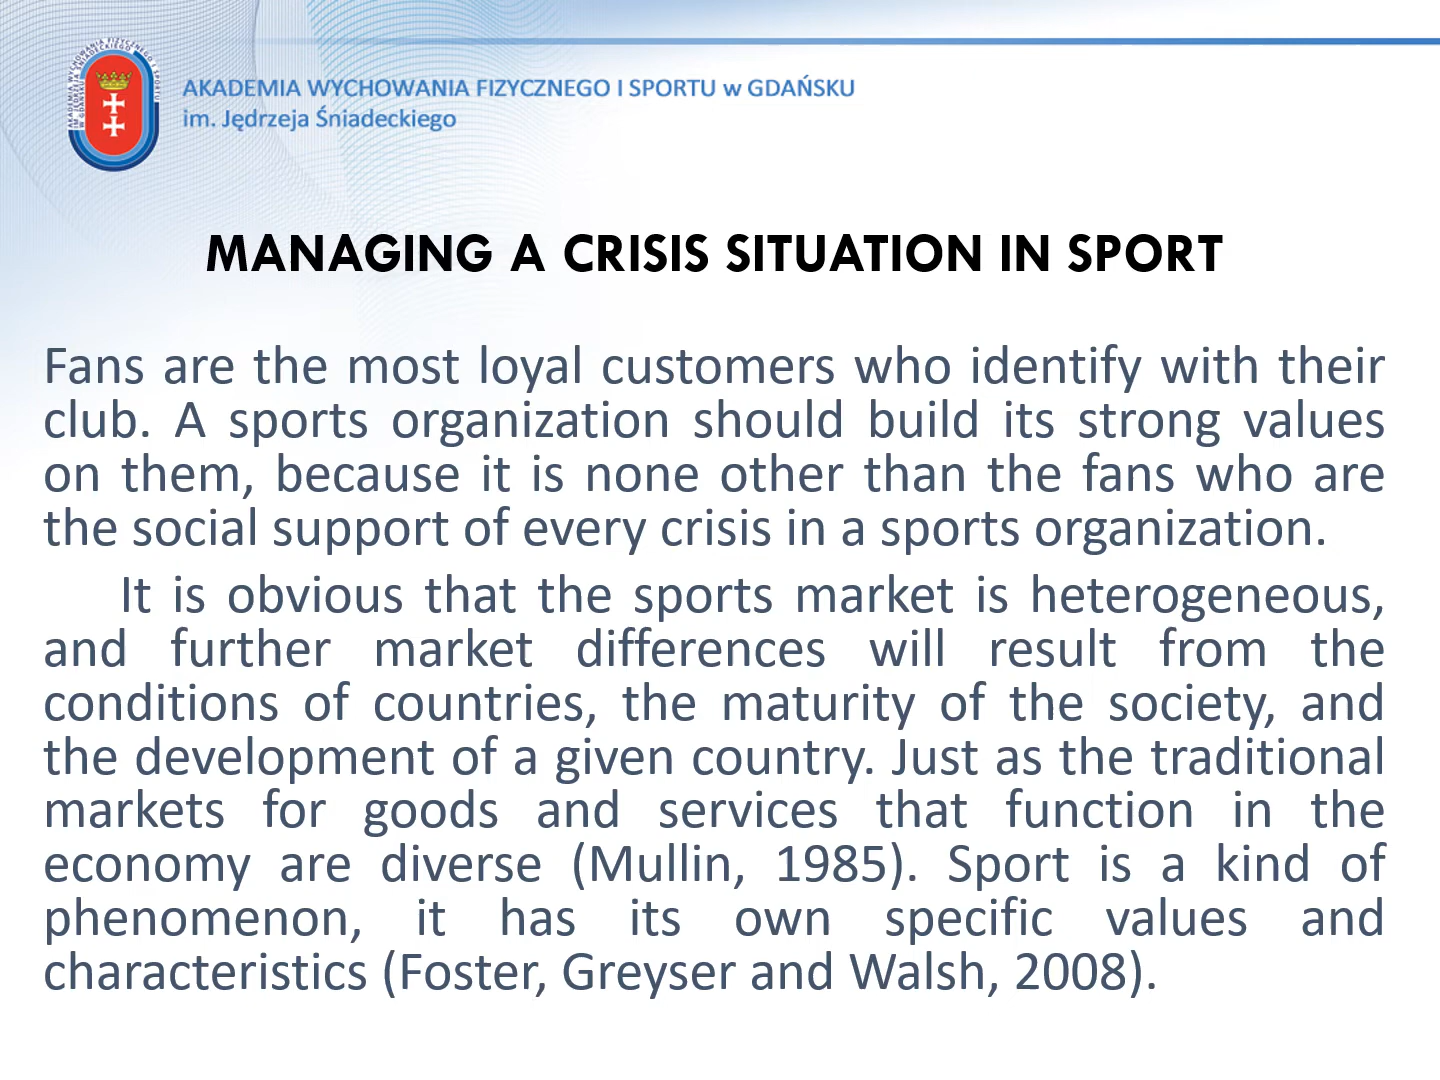 AKADEMIA WYCHOWANIA FIZYCZNEGO I SPORTU w GDAŃSKU
im. Jędrzeja Śniadeckiego
MANAGING A CRISIS SITUATION IN SPORT
Fans are the most loyal customers who identify with their
club. A sports organization should build its strong values
on them, because it is none other than the fans who are
the social support of every crisis in a sports organization.
It is obvious that the sports market is heterogeneous,
and further market differences will result from the
conditions of countries, the maturity of the society, and
the development of a given country. Just as the traditional
markets for goods and services that function in the
economy are diverse (Mullin, 1985). Sport is a kind of
phenomenon, it has its own specific values and
characteristics (Foster, Greyser and Walsh, 2008).